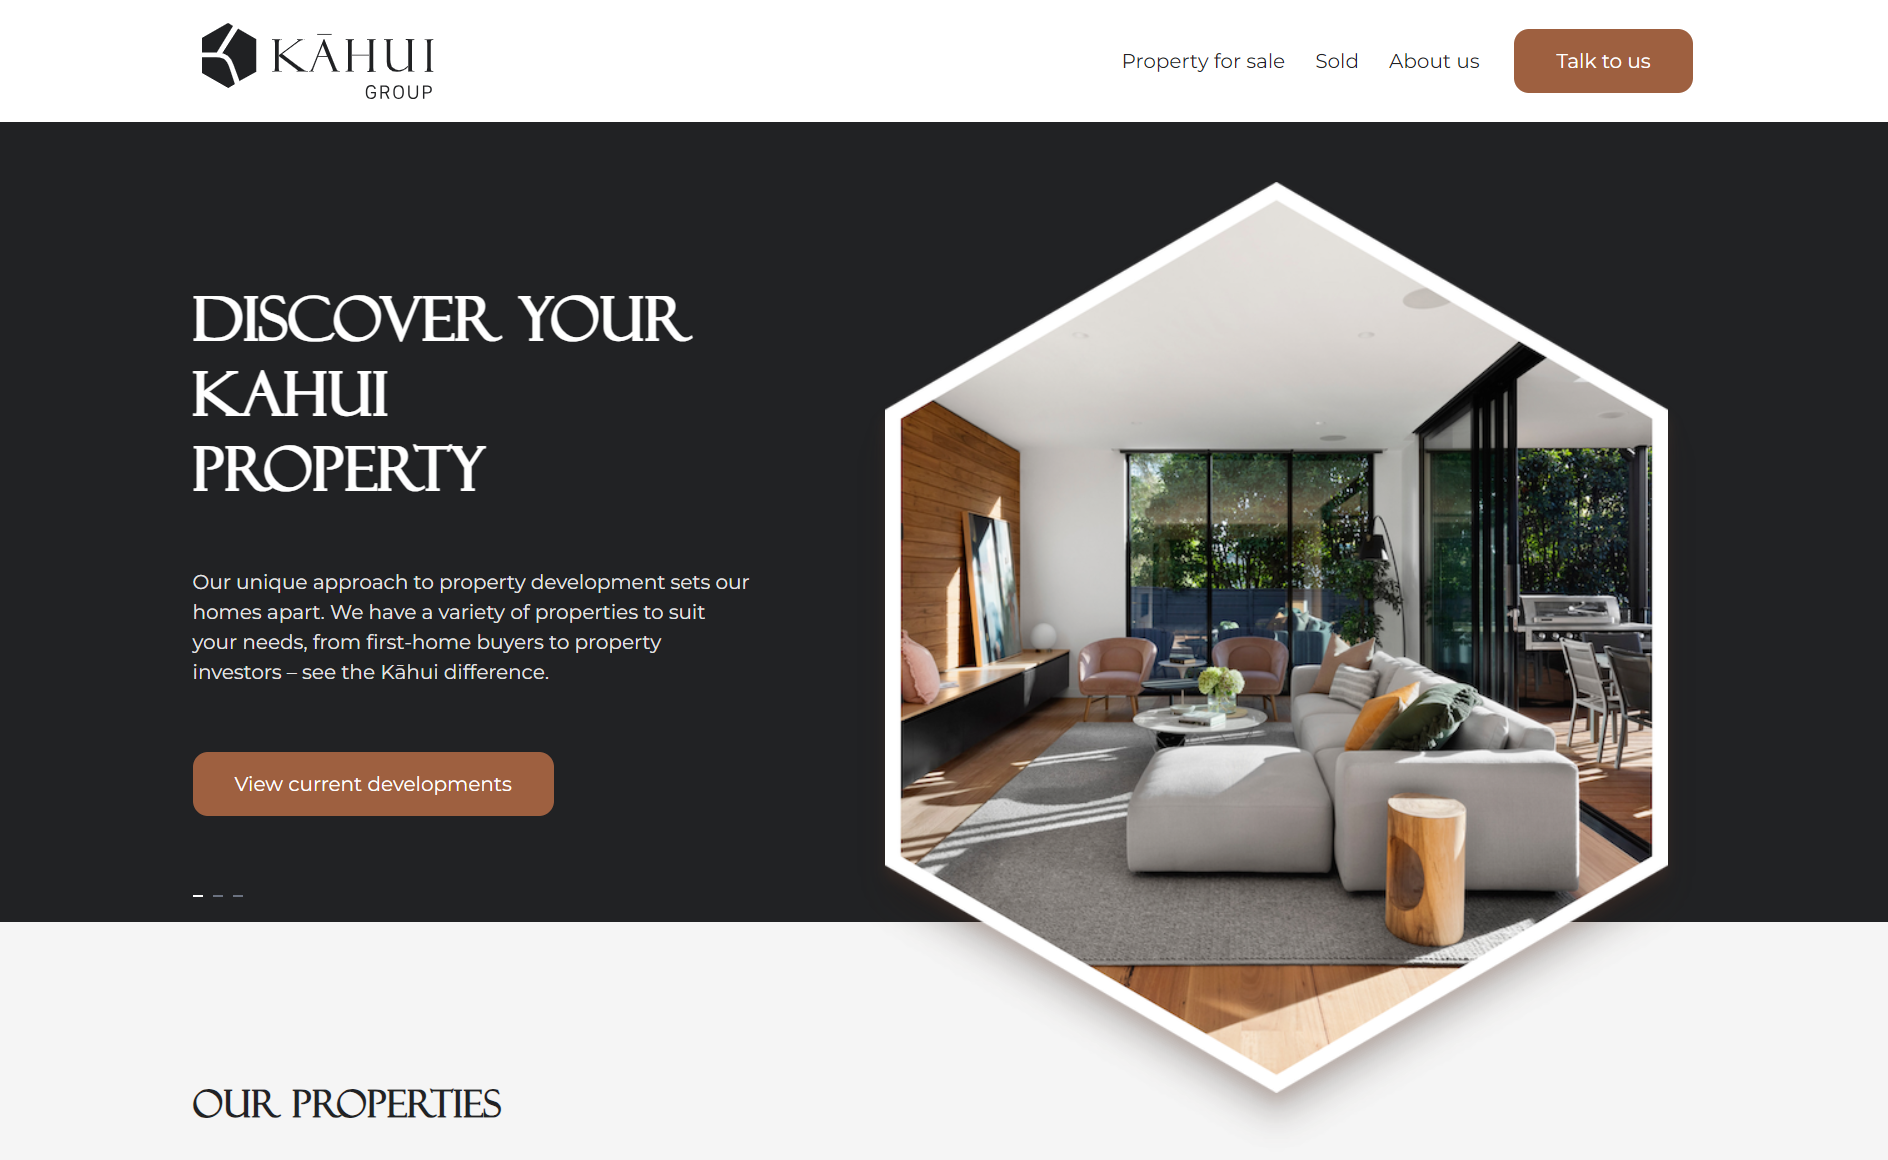 KĀHUI
GROUP
Property for sale
Sold
About us
Talk to us
DISCOVER YOUR
KAHUI
PROPERTY
Our unique approach to property development sets our
homes apart. We have a variety of properties to suit
your needs, from first-home buyers to property
investors – see the Kāhui difference.
View current developments
OUR PROPERTIES